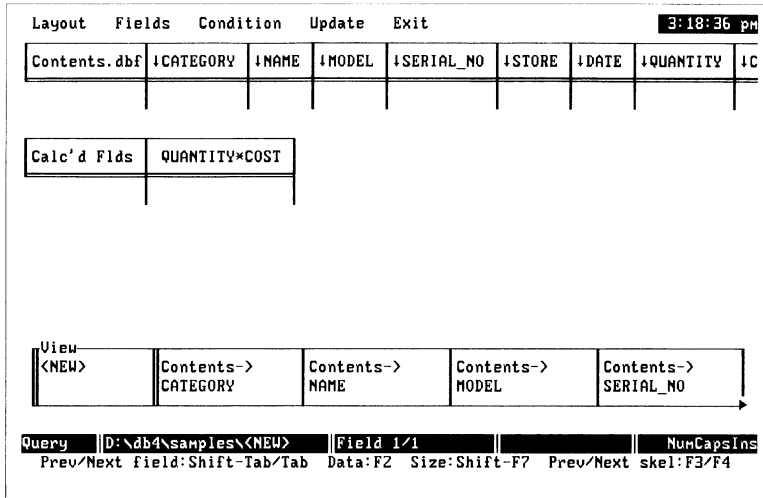 Layout Fields Condition Update Exit 3:18:36 pm
Contents.dbf ↓CATEGORY ↓NAME ↓MODEL ↓SERIAL_NO ↓STORE ↓DATE ↓QUANTITY ↓C
Calc'd Flds QUANTITY*COST
View
<NEW> Contents-> Contents-> Contents-> Contents->
CATEGORY NAME MODEL SERIAL_NO
Query D:\db4\samples\<NEW> Field 1/1 NumCapsIns
Prev/Next field:Shift-Tab/Tab Data:F2 Size:Shift-F7 Prev/Next skel:F3/F4